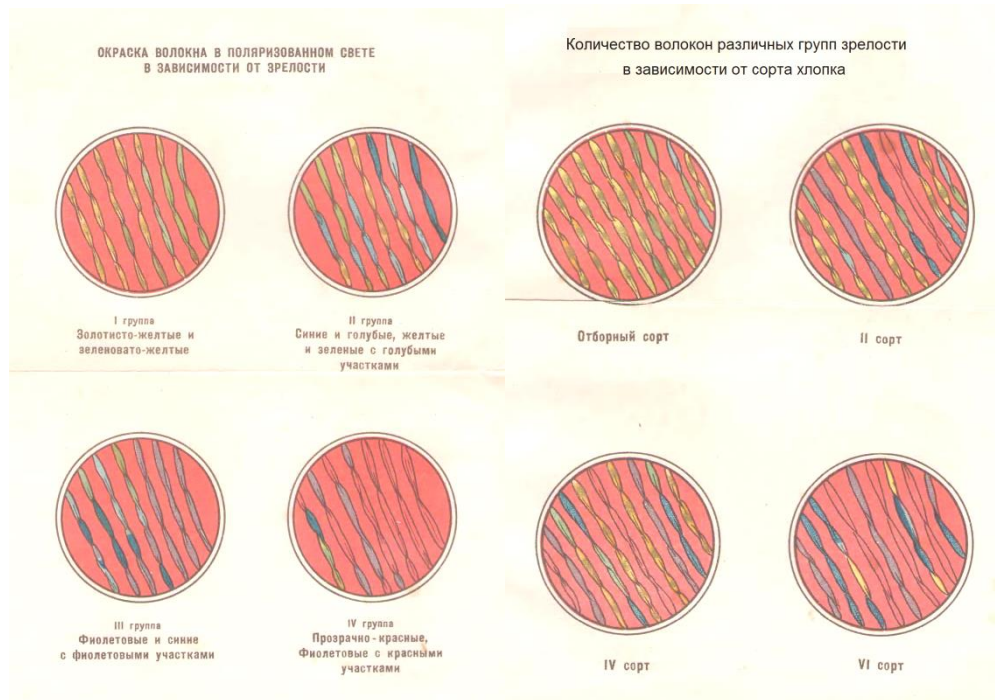 ОКРАСКА ВОЛОКНА В ПОЛЯРИЗОВАННОМ СВЕТЕ
В ЗАВИСИМОСТИ ОТ ЗРЕЛОСТИ
I группа
Золотисто-желтые и
зеленовато-желтые
II группа
Синие и голубые, желтые
и зеленые с голубыми
участками
III группа
Фиолетовые и синие
с фиолетовыми участками
IV группа
Прозрачно-красные,
Фиолетовые с красными
участками
Количество волокон различных групп зрелости
в зависимости от сорта хлопка
Отборный сорт
II сорт
IV сорт
VI сорт